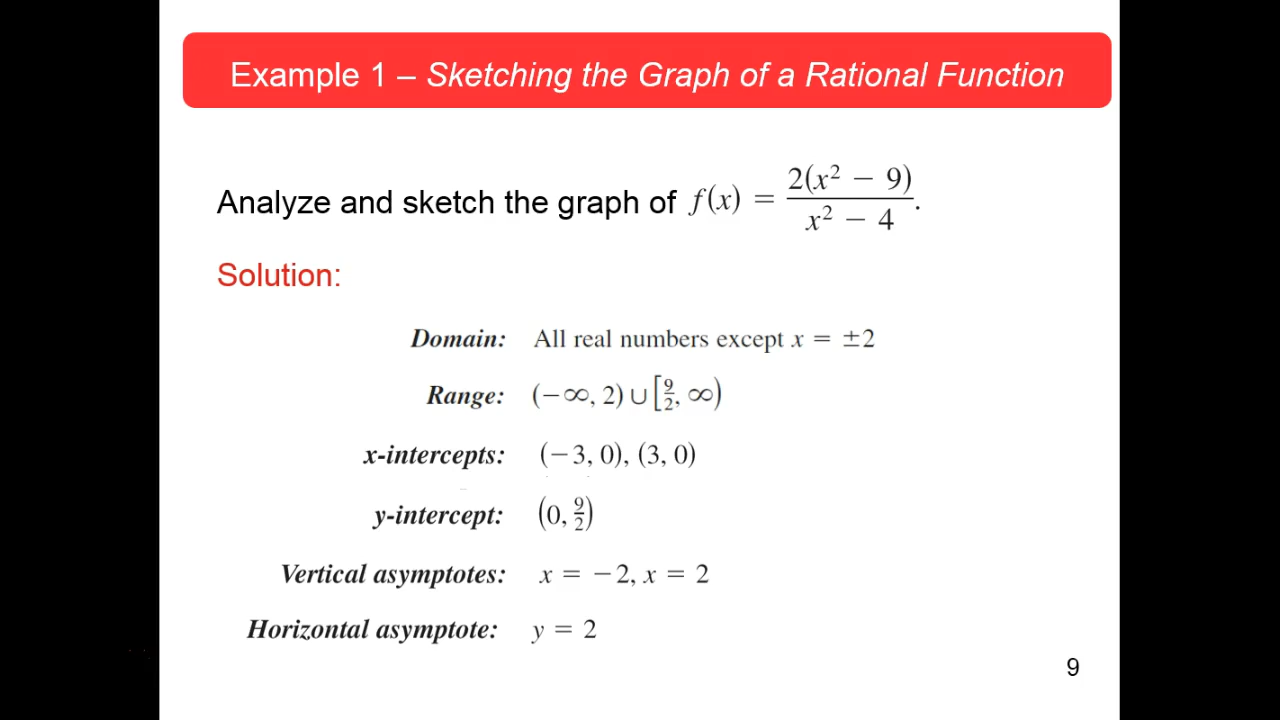 Example 1 – Sketching the Graph of a Rational Function
Analyze and sketch the graph of f(x) = 2(x² − 9) / x² − 4.
Solution:
Domain: All real numbers except x = ±2
Range: (−∞, 2) ∪ [9/2, ∞)
x-intercepts: (−3, 0), (3, 0)
y-intercept: (0, 9/2)
Vertical asymptotes: x = −2, x = 2
Horizontal asymptote: y = 2
9